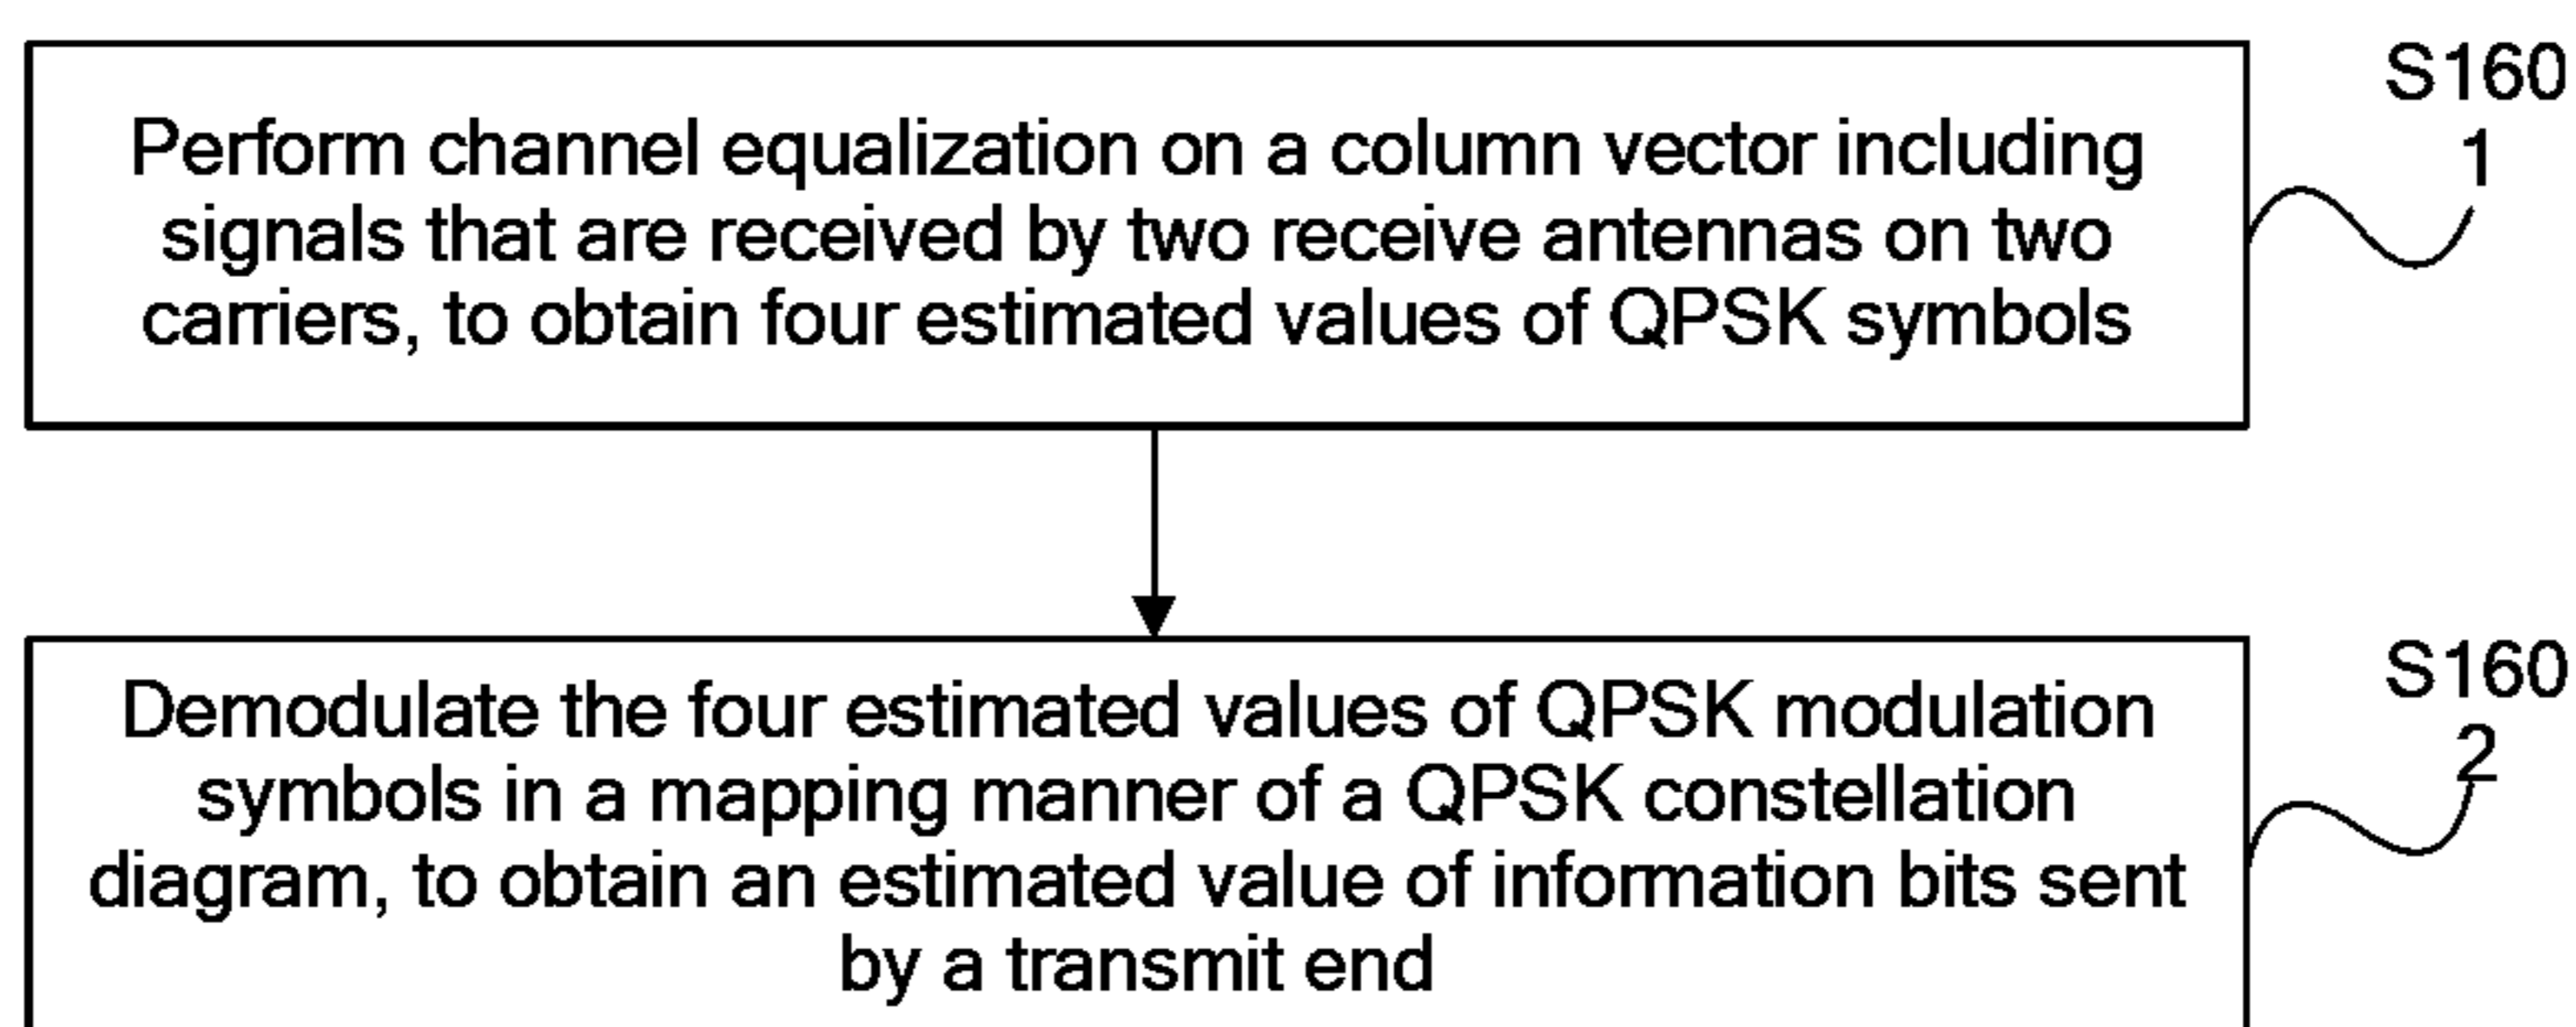 Perform channel equalization on a column vector including
signals that are received by two receive antennas on two
carriers, to obtain four estimated values of QPSK symbols
S160
1
Demodulate the four estimated values of QPSK modulation
symbols in a mapping manner of a QPSK constellation
diagram, to obtain an estimated value of information bits sent
by a transmit end
S160
2